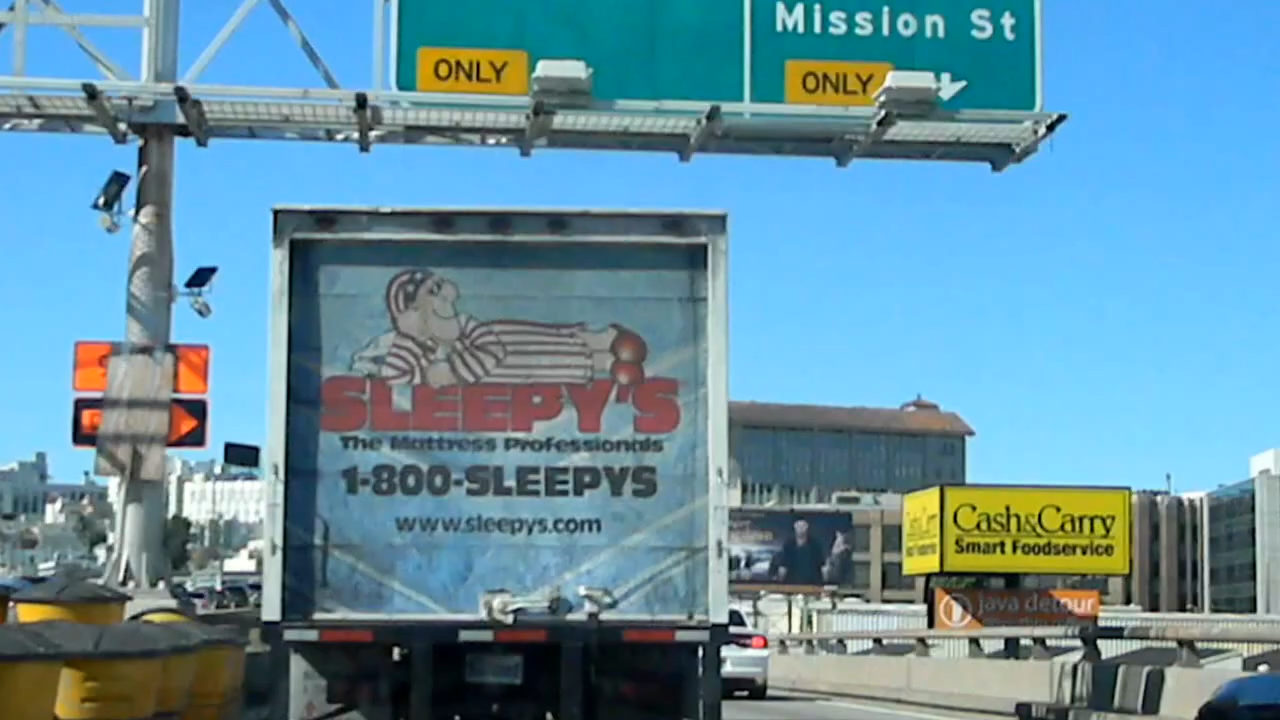 Mission St
ONLY
ONLY
SLEEPY'S
The Mattress Professionals
1-800-SLEEPYS
www.sleepys.com
Cash&Carry
Smart Foodservice
java detour